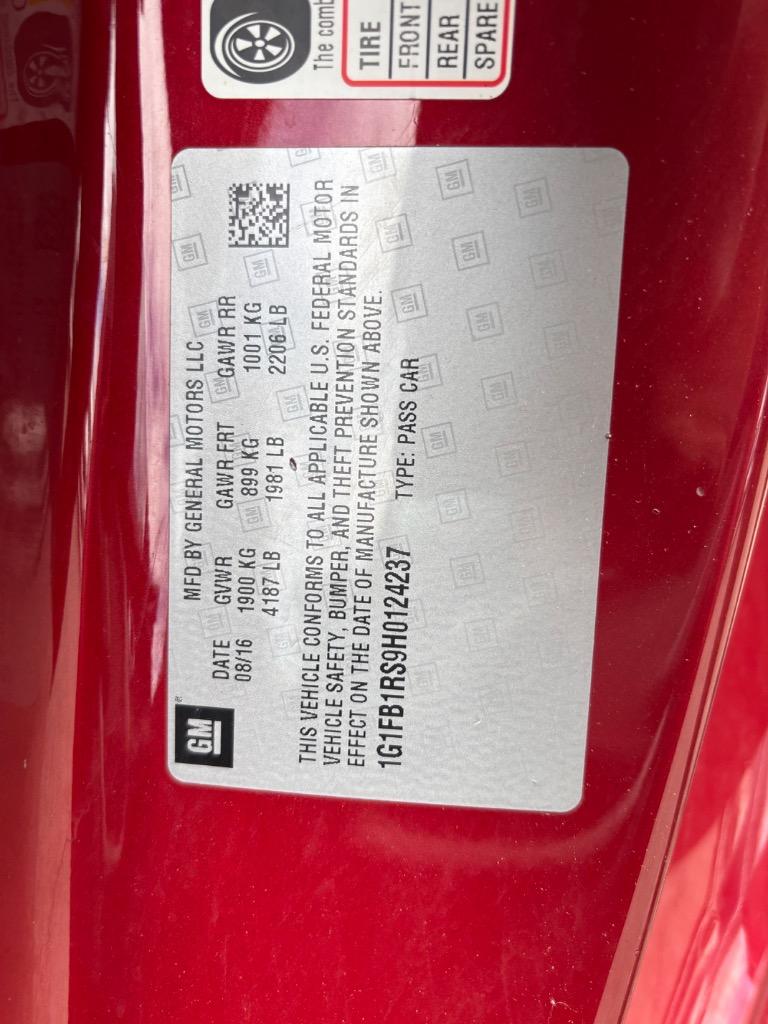 The comb
TIRE
FRONT
REAR
SPARE
GM
MFD BY GENERAL MOTORS LLC
DATE GVWR GAWR FRT GAWR RR
08/16 1900 KG 899 KG 1001 KG
4187 LB 1981 LB 2206 LB
THIS VEHICLE CONFORMS TO ALL APPLICABLE U.S. FEDERAL MOTOR
VEHICLE SAFETY, BUMPER, AND THEFT PREVENTION STANDARDS IN
EFFECT ON THE DATE OF MANUFACTURE SHOWN ABOVE.
1G1FB1RS9H0124237 TYPE: PASS CAR